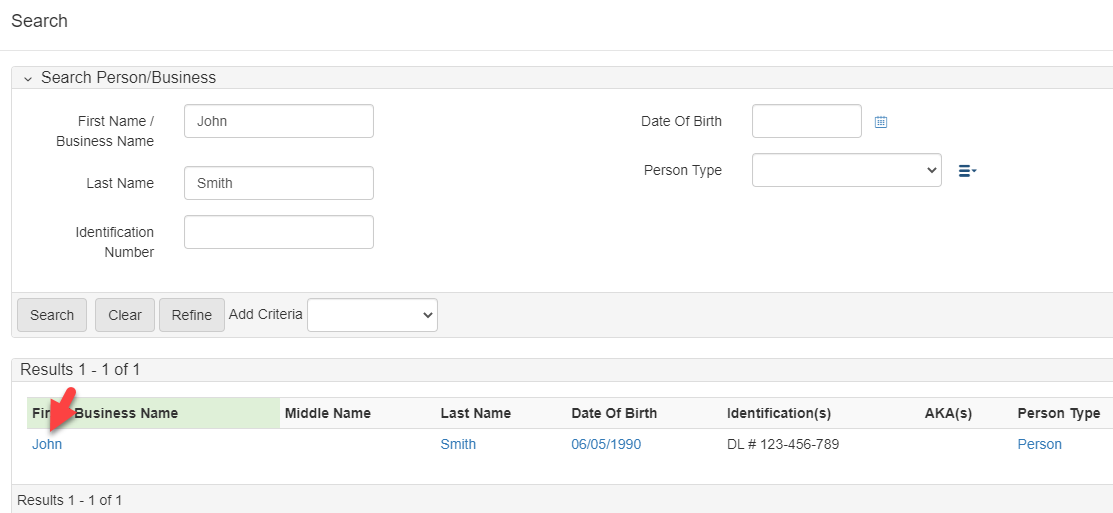 Search
Search Person/Business
First Name /
Business Name
John
Date Of Birth
Person Type
Last Name
Smith
Identification
Number
Search Clear Refine Add Criteria
Results 1 - 1 of 1
Business Name Middle Name Last Name Date Of Birth Identification(s) AKA(s) Person Type
John Smith 06/05/1990 DL # 123-456-789 Person
Results 1 - 1 of 1